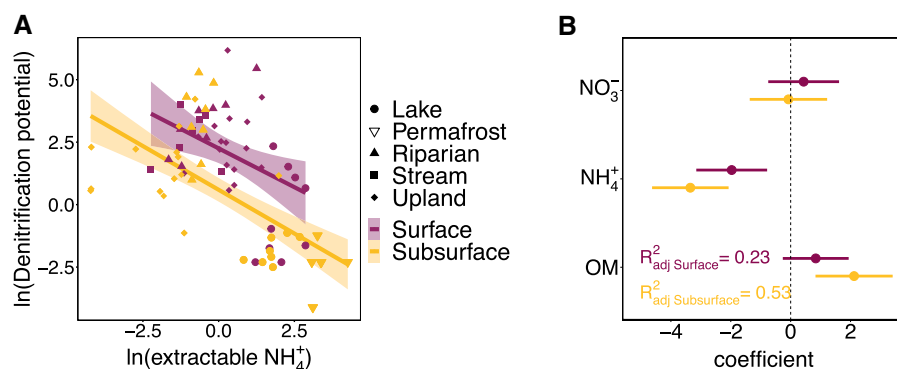 A
ln(Denitrification potential)
5.0
2.5
0.0
−2.5
−2.5
0.0
2.5
ln(extractable NH₄⁺)
Lake
Permafrost
Riparian
Stream
Upland
Surface
Subsurface
B
NO₃⁻
NH₄⁺
OM
R²adj Surface = 0.23
R²adj Subsurface = 0.53
−4
−2
0
2
coefficient